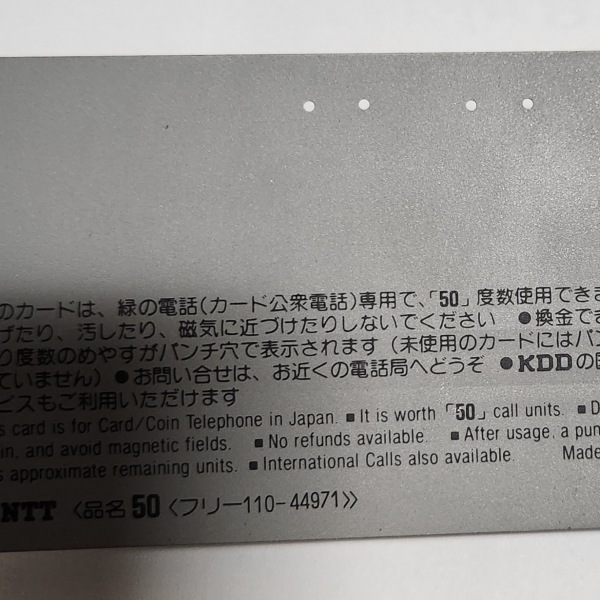 のカードは、緑の電話(カード公衆電話)専用で、「50」度数使用できま
げたり、汚したり、磁気に近づけたりしないでください ●換金でき
り度数のめやすがパンチ穴で表示されます(未使用のカードにはパン
ていません) ●お問い合せは、お近くの電話局へどうぞ ●KDDの国
ビスもご利用いただけます
s card is for Card/Coin Telephone in Japan. ■ It is worth「50」call units. ■ D
in, and avoid magnetic fields. ■ No refunds available. ■ After usage, a pun
s approximate remaining units. ■ International Calls also available. Made
NTT 〈品名50〈フリー110-44971〉〉